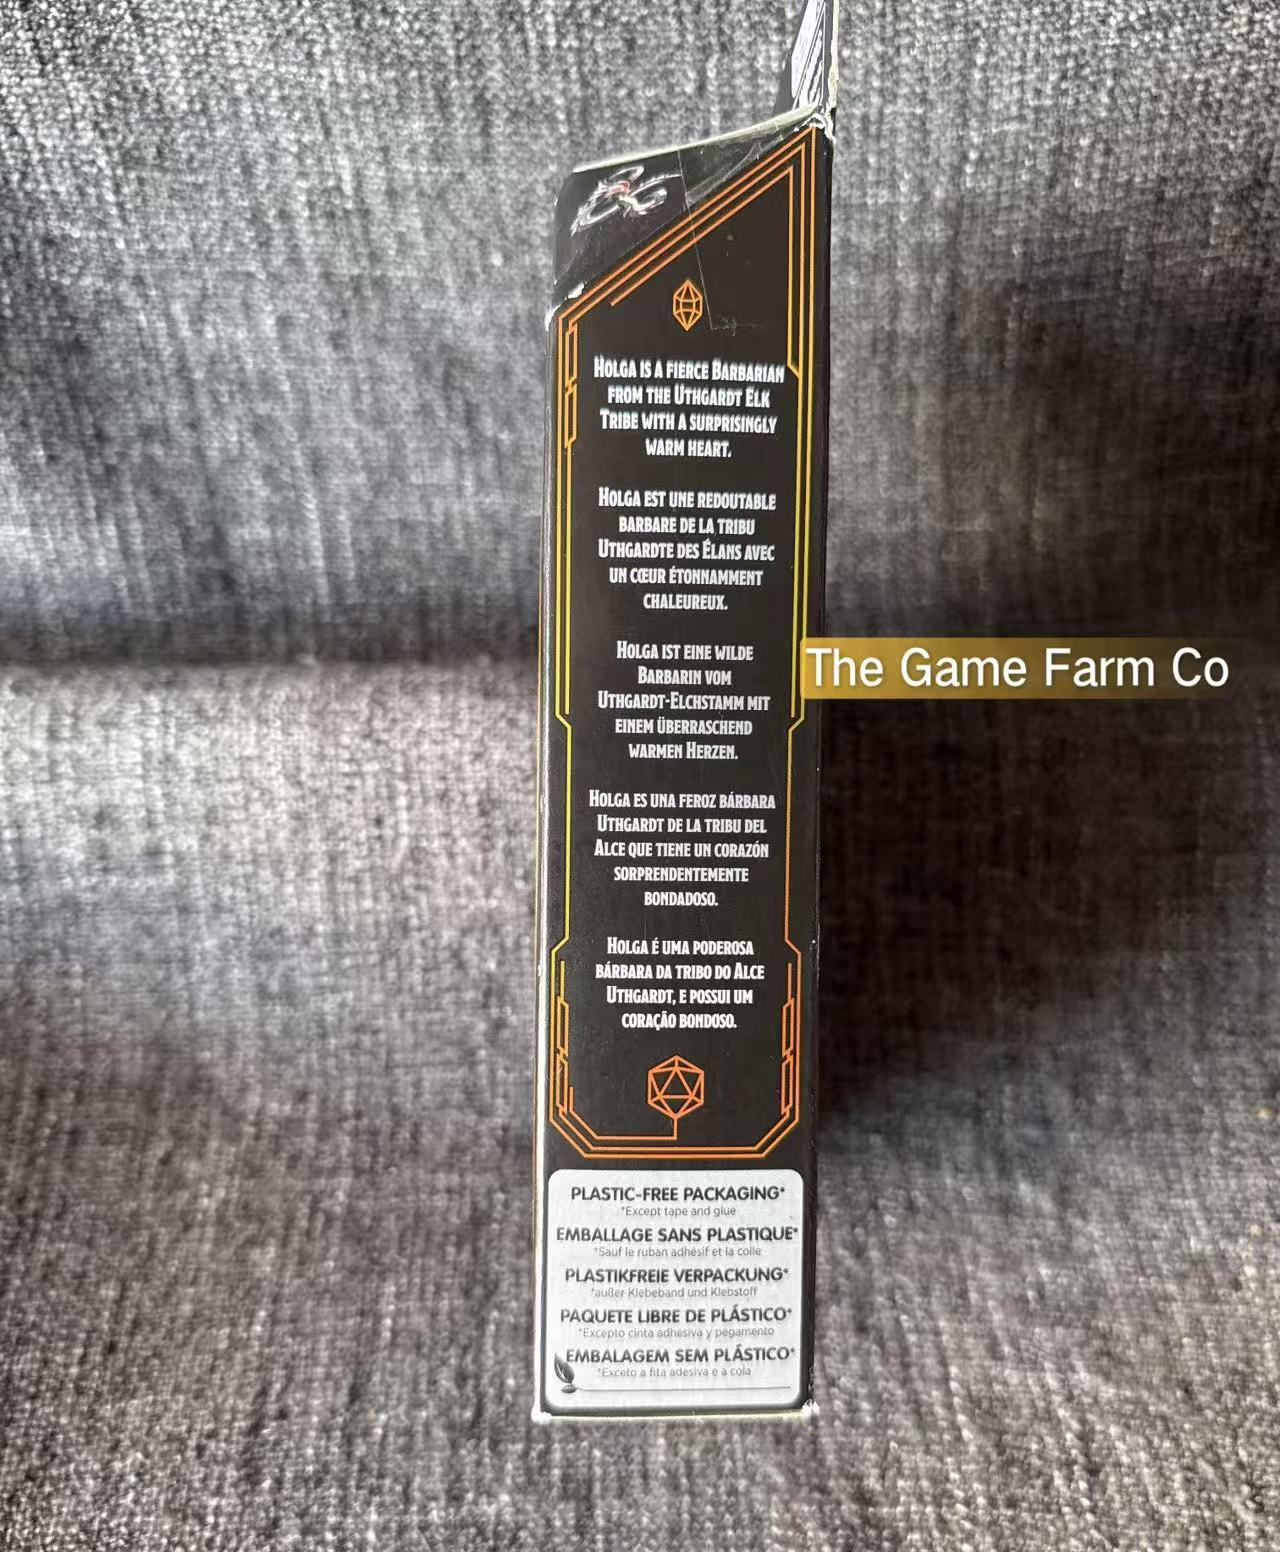 Holga is a fierce Barbarian
from the Uthgardt Elk
Tribe with a surprisingly
warm heart.
Holga est une redoutable
barbare de la tribu
Uthgardte des Élans avec
un cœur étonnamment
chaleureux.
Holga ist eine wilde
Barbarin vom
Uthgardt-Elchstamm mit
einem überraschend
warmen Herzen.
Holga es una feroz bárbara
Uthgardt de la tribu del
Alce que tiene un corazón
sorprendentemente
bondadoso.
Holga é uma poderosa
bárbara da tribo do Alce
Uthgardt, e possui um
coração bondoso.
The Game Farm Co
PLASTIC-FREE PACKAGING*
*Except tape and glue
EMBALLAGE SANS PLASTIQUE*
*Sauf le ruban adhésif et la colle
PLASTIKFREIE VERPACKUNG*
*außer Klebeband und Klebstoff
PAQUETE LIBRE DE PLÁSTICO*
*Excepto cinta adhesiva y pegamento
EMBALAGEM SEM PLÁSTICO*
*Exceto a fita adesiva e a cola